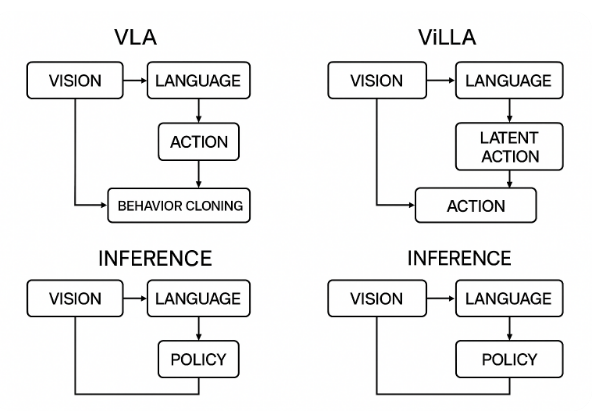 VLA
VISION
LANGUAGE
ACTION
BEHAVIOR CLONING
ViLLA
VISION
LANGUAGE
LATENT
ACTION
ACTION
INFERENCE
VISION
LANGUAGE
POLICY
INFERENCE
VISION
LANGUAGE
POLICY